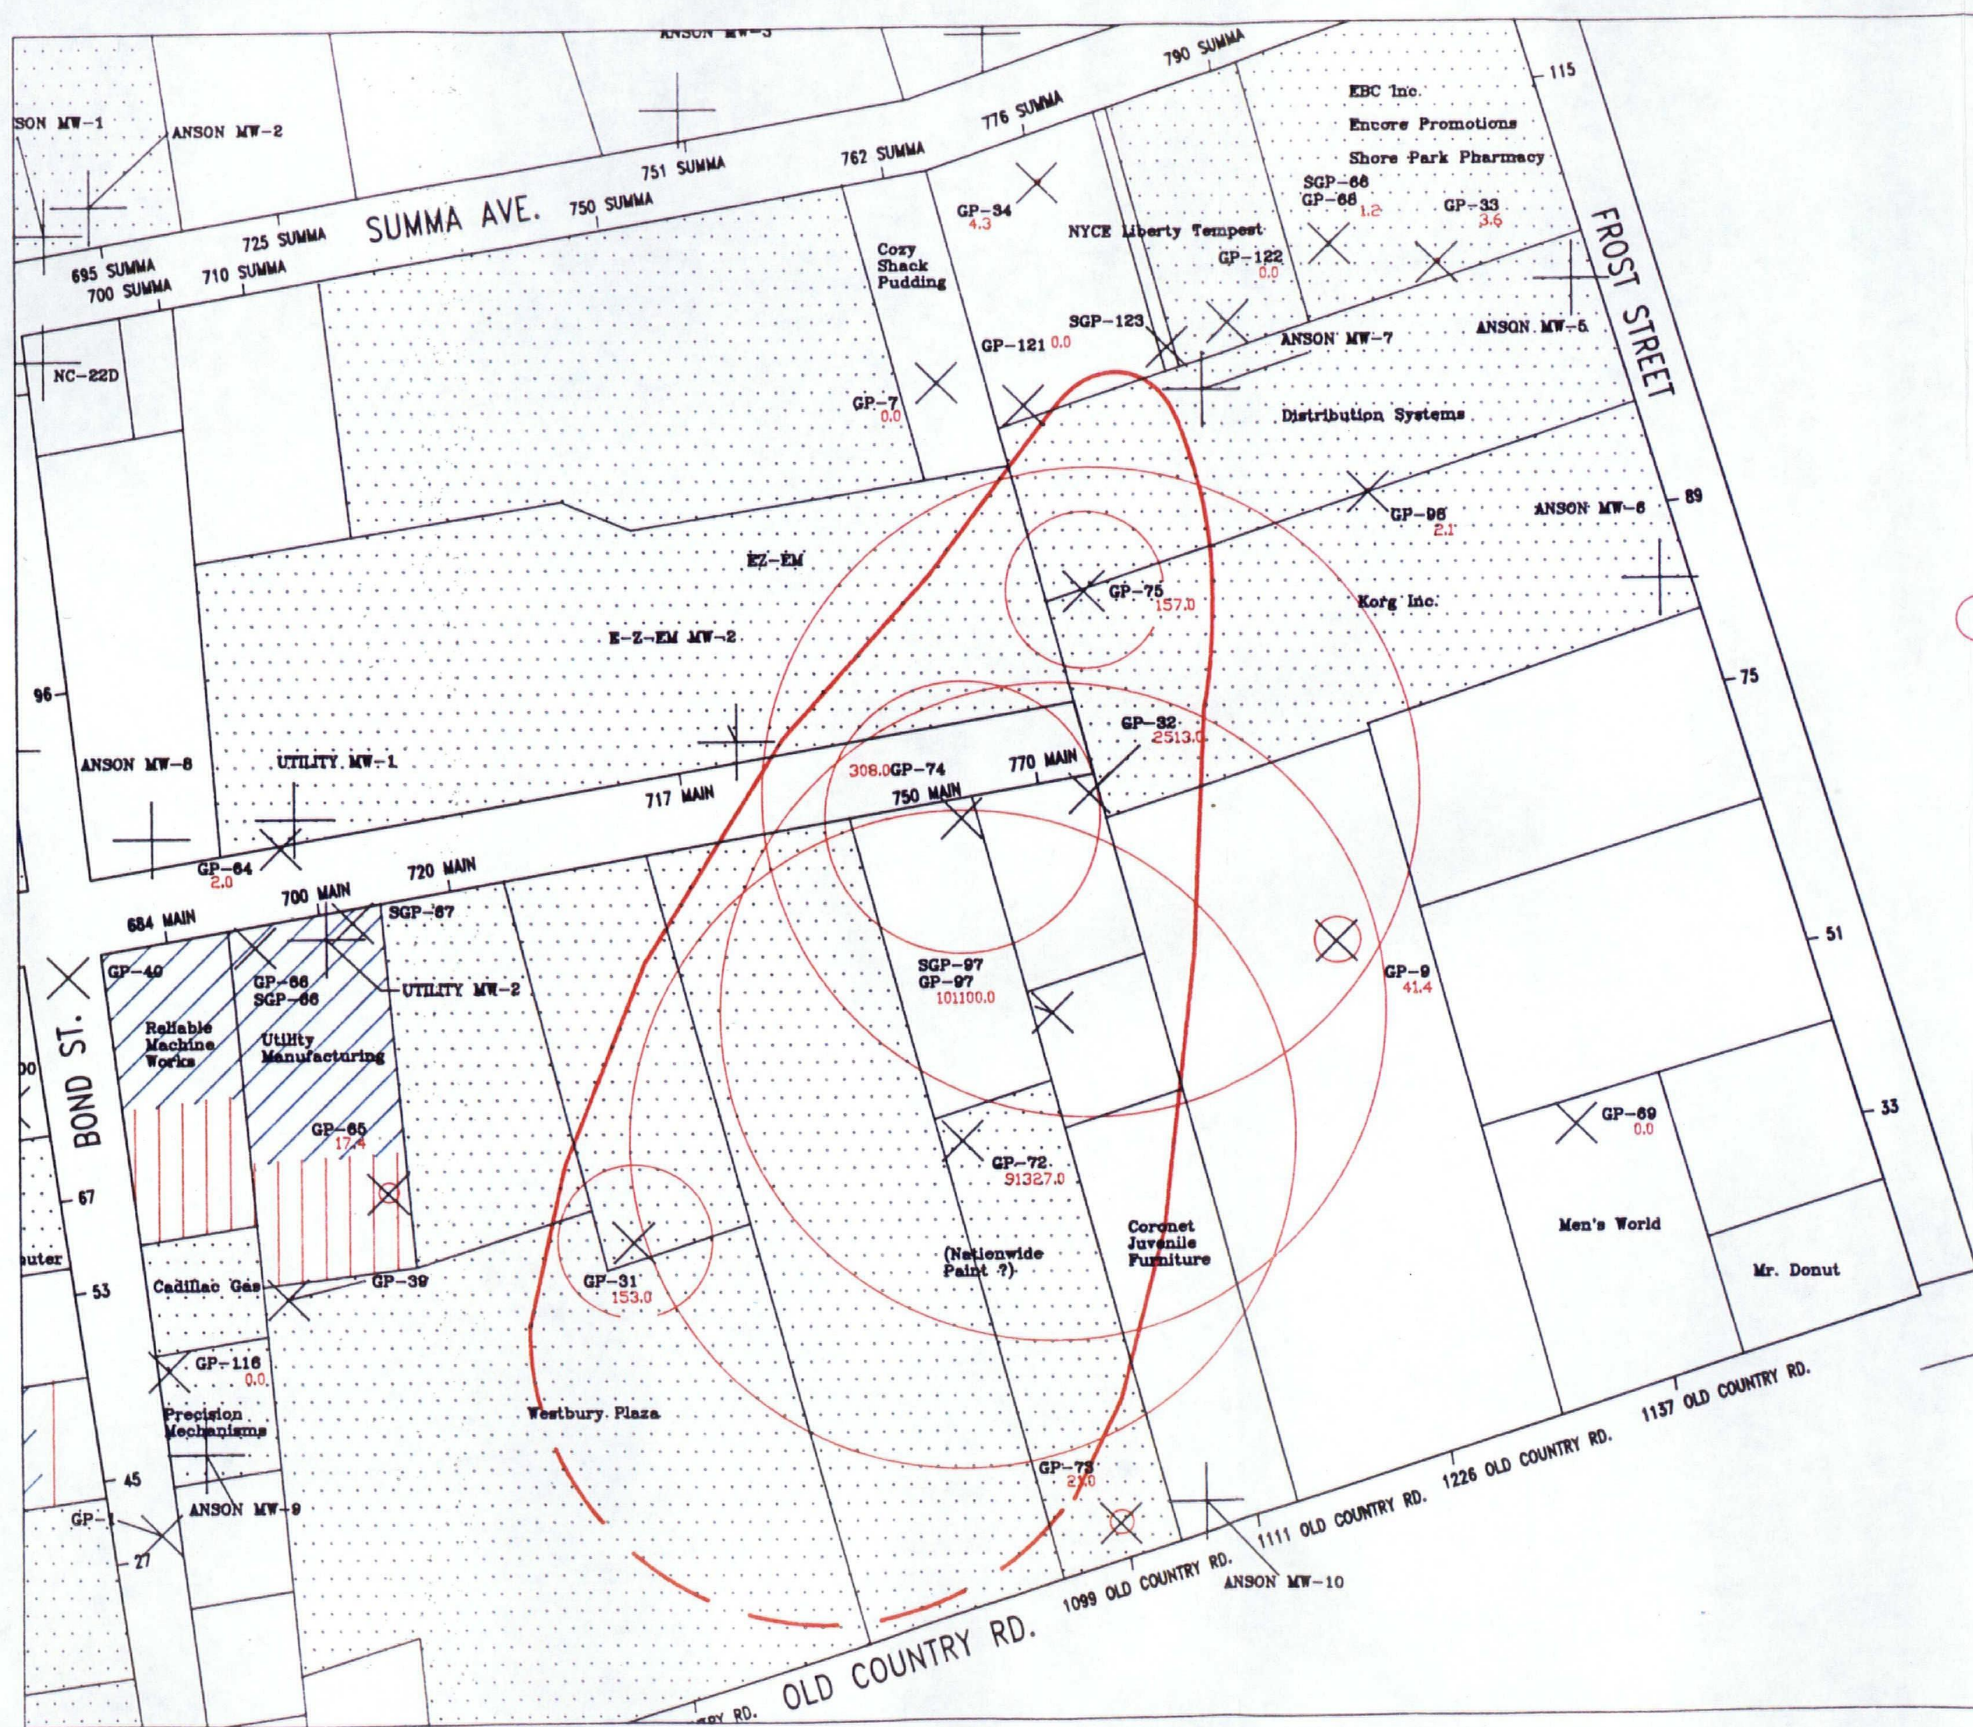 ANSON MW-3
790 SUMMA
115
EBC Inc.
Encore Promotions
Shore Park Pharmacy
SON MW-1
ANSON MW-2
776 SUMMA
751 SUMMA
762 SUMMA
SGP-68
GP-68
1.2
GP-33
3.6
GP-34
4.3
NYCE Liberty Tempest
GP-122
0.0
725 SUMMA
SUMMA AVE.
750 SUMMA
695 SUMMA
700 SUMMA
710 SUMMA
Cozy
Shack
Pudding
FROST STREET
SGP-123
GP-121 0.0
ANSON MW-7
ANSON MW-5
NC-22D
GP-7
0.0
Distribution Systems
89
GP-98
2.1
ANSON MW-6
EZ-EM
GP-75
157.0
Korg Inc.
E-Z-EM MW-2
96
75
GP-32
2513.0
ANSON MW-8
UTILITY MW-1
308.0 GP-74
770 MAIN
717 MAIN
750 MAIN
GP-64
2.0
720 MAIN
700 MAIN
684 MAIN
SGP-67
51
GP-40
GP-66
SGP-66
UTILITY MW-2
SGP-97
GP-97
101100.0
GP-9
41.4
Reliable
Machine
Works
Utility
Manufacturing
BOND ST.
GP-65
17.4
GP-69
0.0
33
GP-72
91327.0
67
(Nationwide
Paint ?)
Coronet
Juvenile
Furniture
Men's World
Mr. Donut
uter
53
Cadillac Gas
GP-39
GP-31
153.0
GP-116
0.0
Precision
Mechanisms
Westbury Plaza
1137 OLD COUNTRY RD.
45
GP-73
1226 OLD COUNTRY RD.
GP-1
ANSON MW-9
27
1111 OLD COUNTRY RD.
1099 OLD COUNTRY RD.
ANSON MW-10
OLD COUNTRY RD.
RY RD.